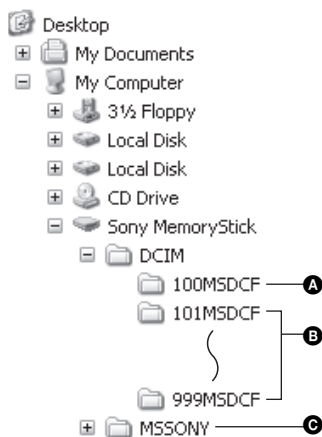 Desktop
My Documents
My Computer
3½ Floppy
Local Disk
Local Disk
CD Drive
Sony MemoryStick
DCIM
100MSDCF A
101MSDCF
B
999MSDCF
MSSONY C